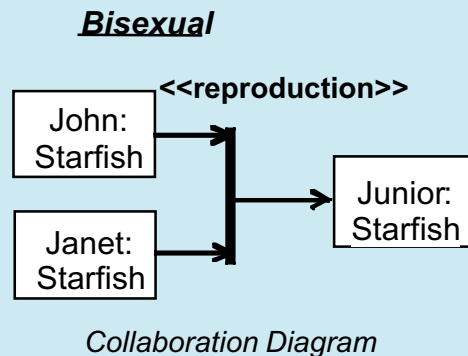 Bisexual
<<reproduction>>
John:
Starfish
Junior:
Starfish
Janet:
Starfish
Collaboration Diagram